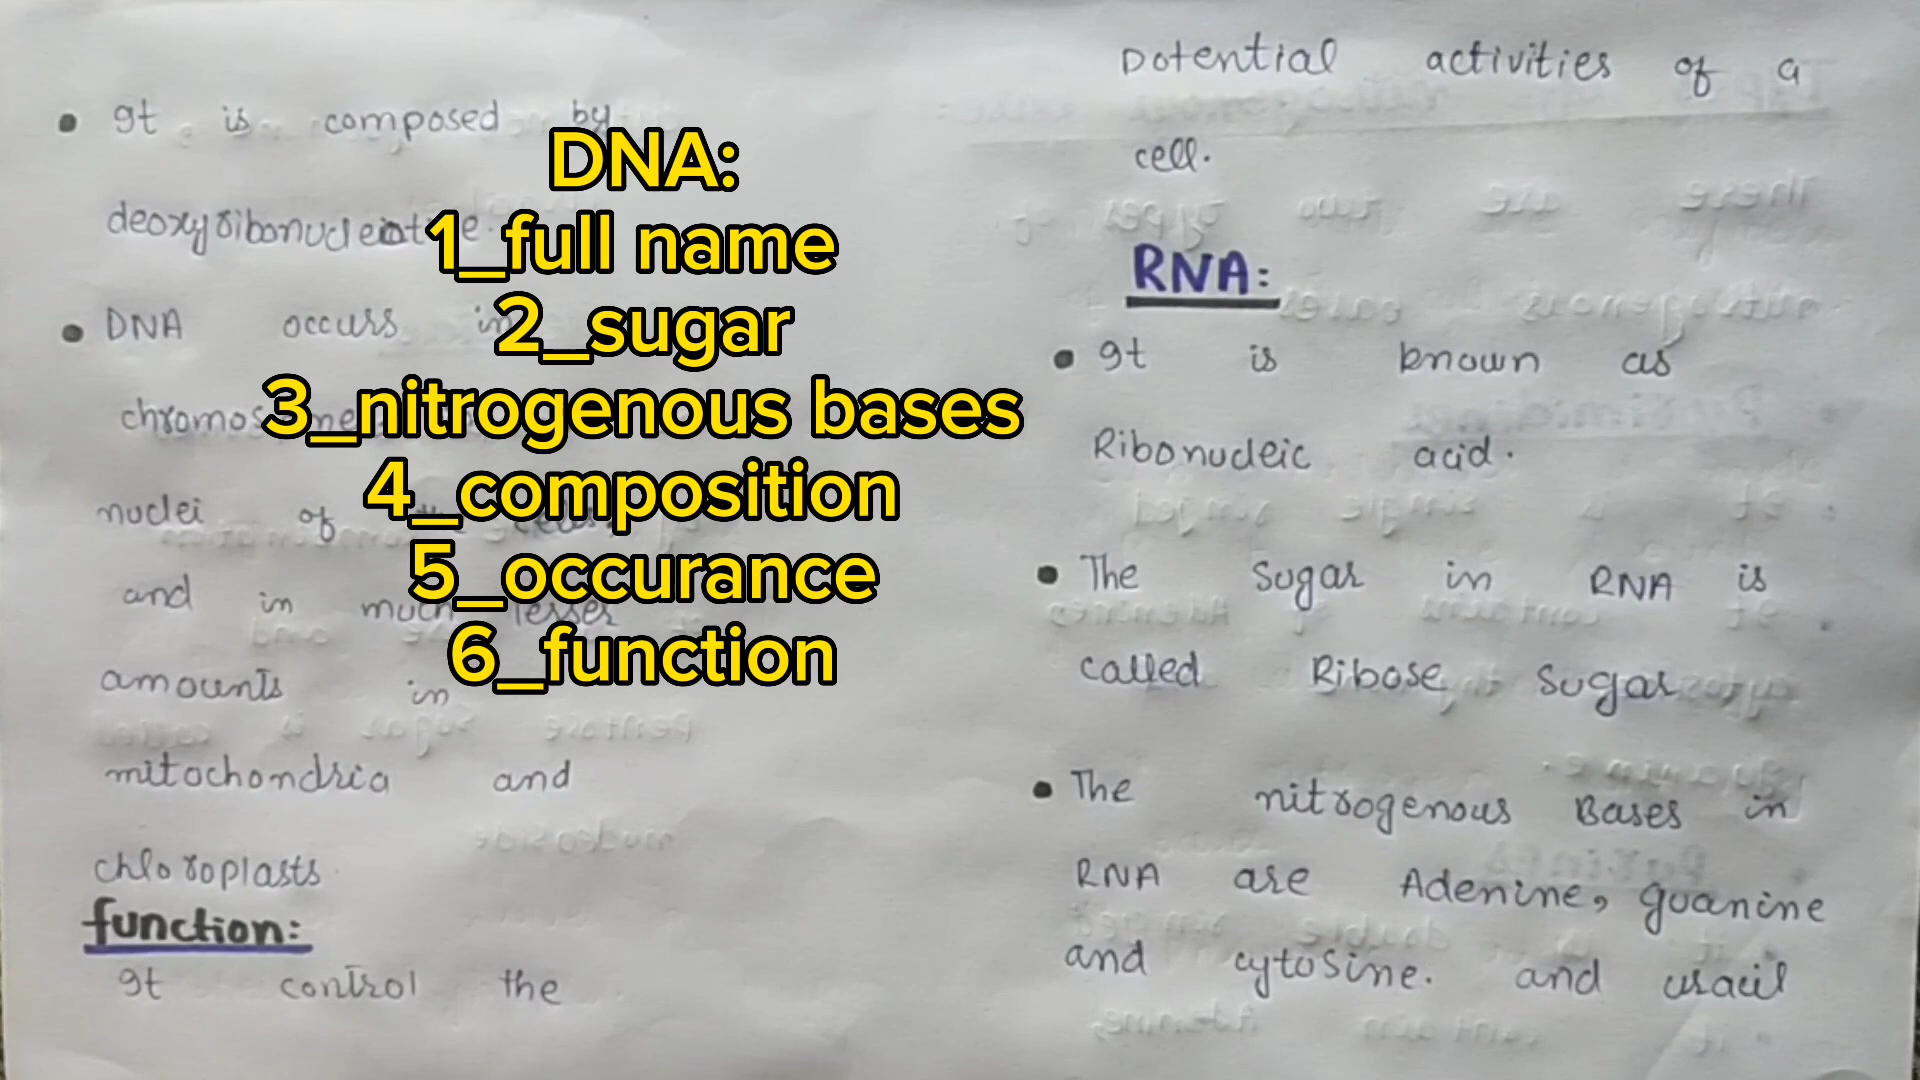 It is composed by
deoxyribonucleotide.
DNA occurs in
nuclei of the cells,
and in much lesser
amounts in
mitochondria and
chloroplasts
function:
It control the
DNA:
1_full name
2_sugar
3_nitrogenous bases
4_composition
5_occurance
6_function
Potential activities of a
cell.
RNA:
It is known as
Ribonucleic acid.
The Sugar in RNA is
called Ribose Sugar
The nitrogenous Bases in
RNA are Adenine, guanine
and cytosine. and uracil